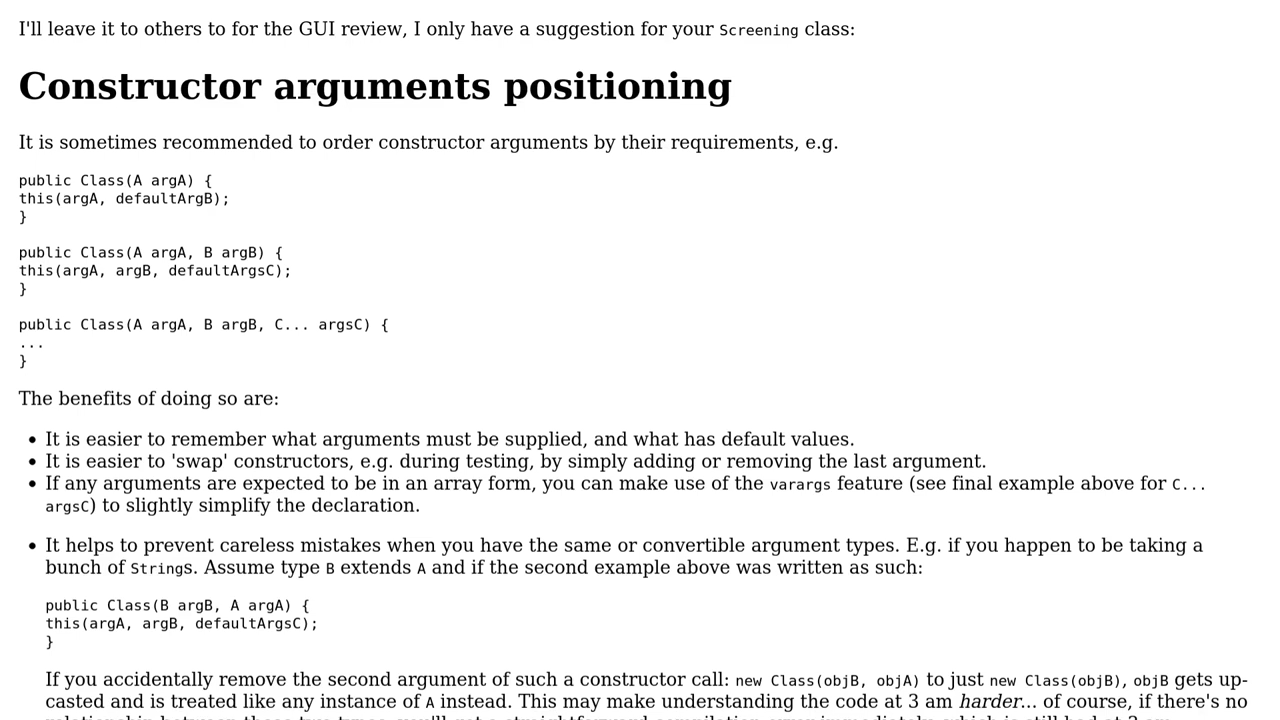 I'll leave it to others to for the GUI review, I only have a suggestion for your Screening class:
Constructor arguments positioning
It is sometimes recommended to order constructor arguments by their requirements, e.g.
public Class(A argA) {
this(argA, defaultArgB);
}
public Class(A argA, B argB) {
this(argA, argB, defaultArgsC);
}
public Class(A argA, B argB, C... argsC) {
...
}
The benefits of doing so are:
• It is easier to remember what arguments must be supplied, and what has default values.
• It is easier to 'swap' constructors, e.g. during testing, by simply adding or removing the last argument.
• If any arguments are expected to be in an array form, you can make use of the varargs feature (see final example above for C...
argsC) to slightly simplify the declaration.
• It helps to prevent careless mistakes when you have the same or convertible argument types. E.g. if you happen to be taking a
bunch of Strings. Assume type B extends A and if the second example above was written as such:
public Class(B argB, A argA) {
this(argA, argB, defaultArgsC);
}
If you accidentally remove the second argument of such a constructor call: new Class(objB, objA) to just new Class(objB), objB gets up-
casted and is treated like any instance of A instead. This may make understanding the code at 3 am harder... of course, if there's no